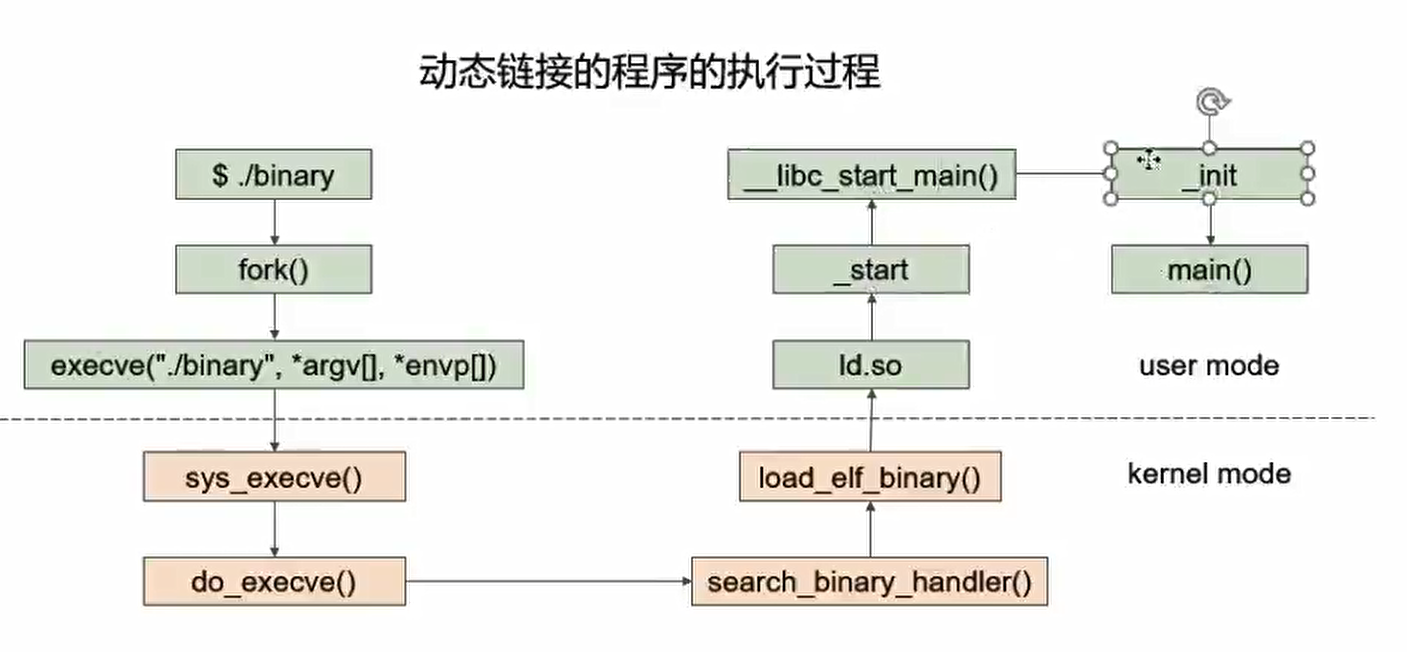 动态链接的程序的执行过程
$ ./binary
fork()
execve("./binary", *argv[], *envp[])
sys_execve()
do_execve()
search_binary_handler()
load_elf_binary()
ld.so
_start
__libc_start_main()
_init
main()
user mode
kernel mode